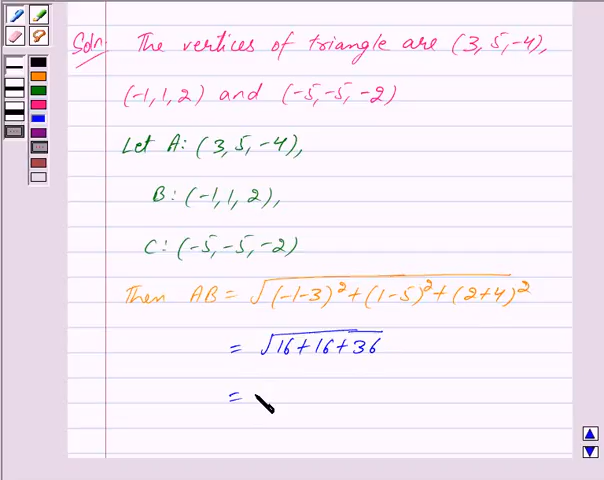 Soln: The vertices of triangle are (3, 5, -4),
(-1, 1, 2) and (-5, -5, -2)
Let A: (3, 5, -4),
B: (-1, 1, 2),
C: (-5, -5, -2)
Then AB = √(-1-3)² + (1-5)² + (2+4)²
= √16+16+36
=